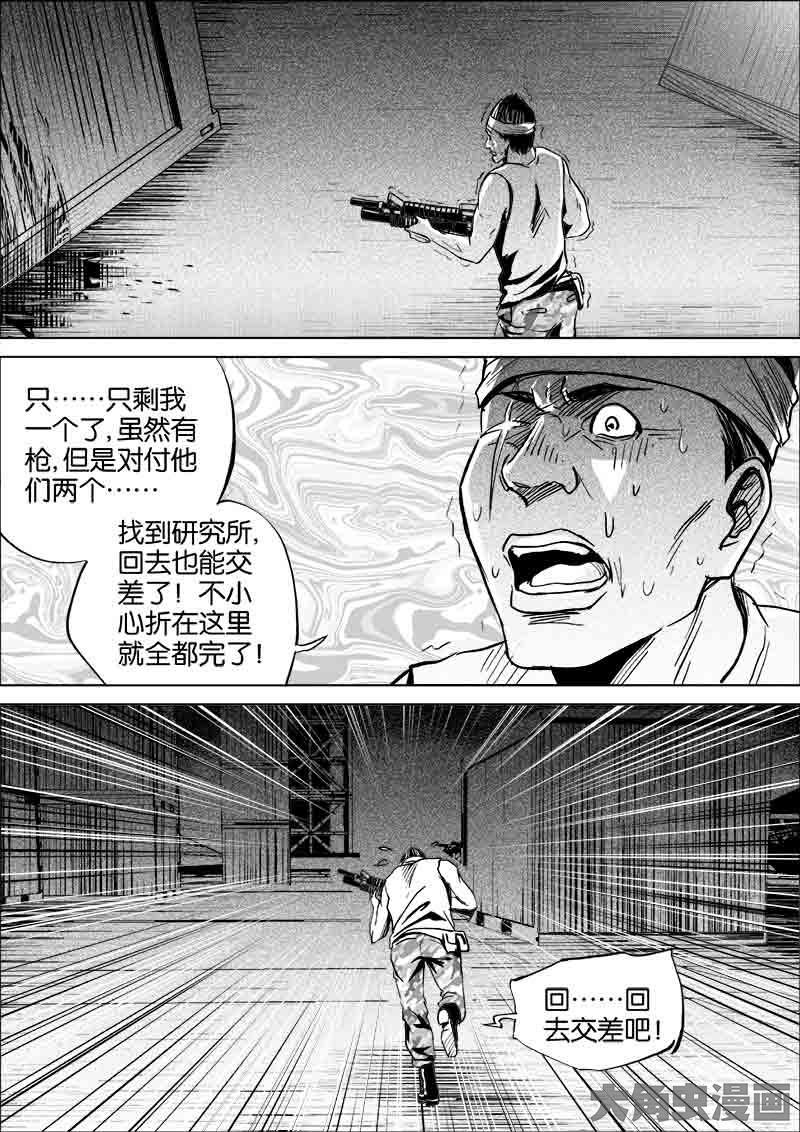 只……只剩我
一个了，虽然有
枪，但是对付他
们两个……
找到研究所，
回去也能交
差了！不小
心折在这里
就全都完了！
回……回
去交差吧！
大角虫漫画